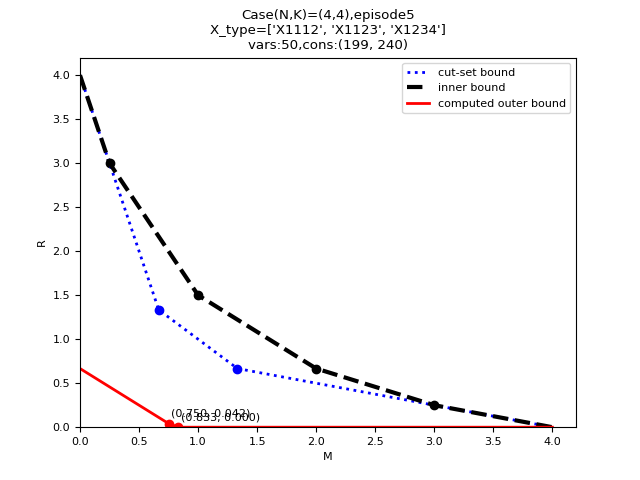 Case(N,K)=(4,4),episode5
X_type=['X1112', 'X1123', 'X1234']
vars:50,cons:(199, 240)
cut-set bound
inner bound
computed outer bound
R
4.0
3.5
3.0
2.5
2.0
1.5
1.0
0.5
0.0
(0.750, 0.042)
(0.833, 0.000)
0.0 0.5 1.0 1.5 2.0 2.5 3.0 3.5 4.0
M